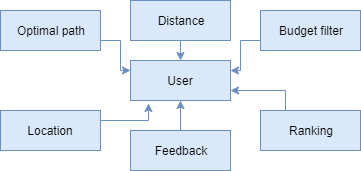 Optimal path
Distance
Budget filter
User
Location
Feedback
Ranking